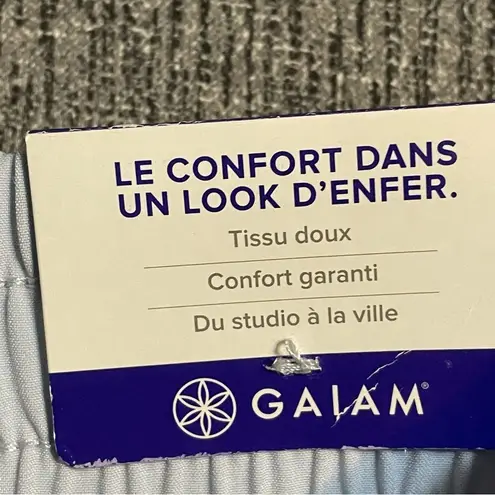 LE CONFORT DANS
UN LOOK D'ENFER.
Tissu doux
Confort garanti
Du studio à la ville
GAIAM®